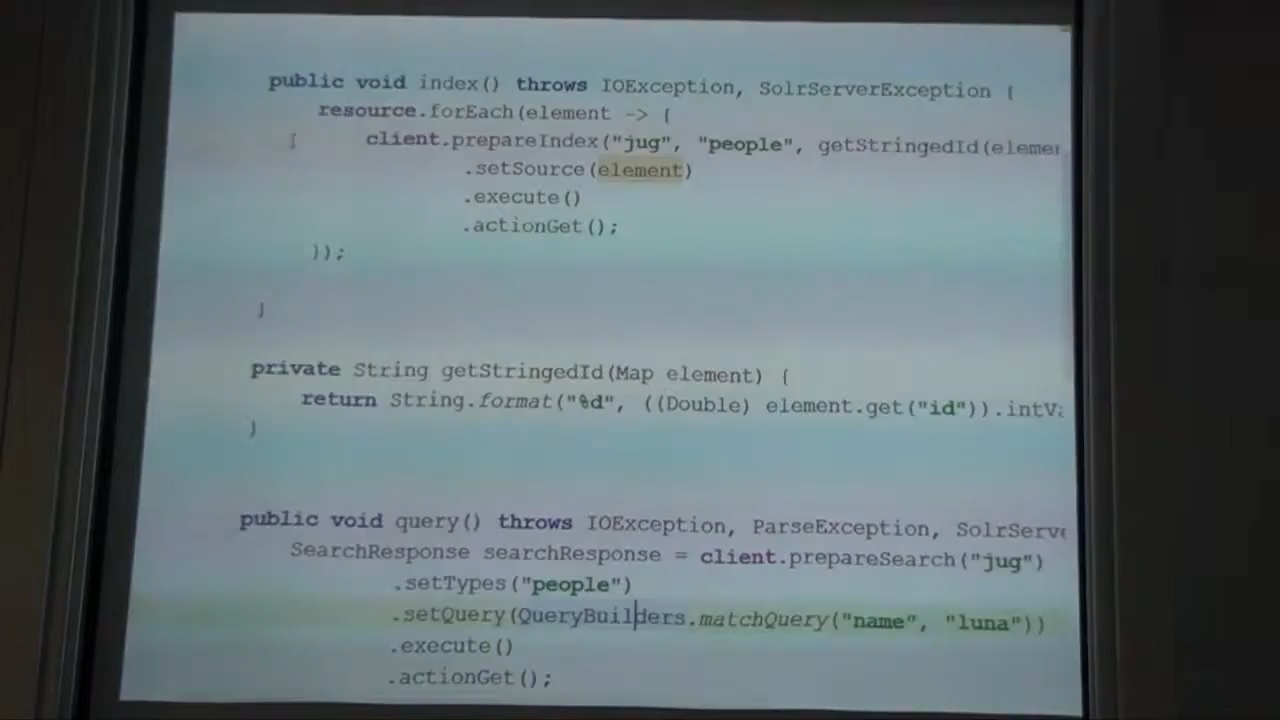 public void index() throws IOException, SolrServerException {
resource.forEach(element -> {
client.prepareIndex("jug", "people", getStringedId(elemen
.setSource(element)
.execute()
.actionGet();
});
}
private String getStringedId(Map element) {
return String.format("%d", ((Double) element.get("id")).intVa
}
public void query() throws IOException, ParseException, SolrServe
SearchResponse searchResponse = client.prepareSearch("jug")
.setTypes("people")
.setQuery(QueryBuilders.matchQuery("name", "luna"))
.execute()
.actionGet();